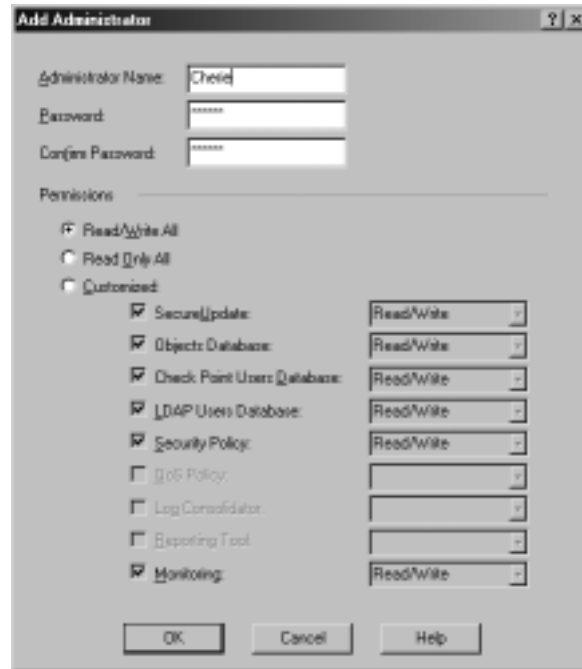 Add Administrator
Administrator Name: Cherie
Password: ******
Confirm Password: ******
Permissions
Read/Write All
Read Only All
Customized:
SecureUpdate: Read/Write
Objects Database: Read/Write
Check Point Users Database: Read/Write
LDAP Users Database: Read/Write
Security Policy: Read/Write
QoS Policy:
Log Consolidator:
Reporting Tool:
Monitoring: Read/Write
OK Cancel Help